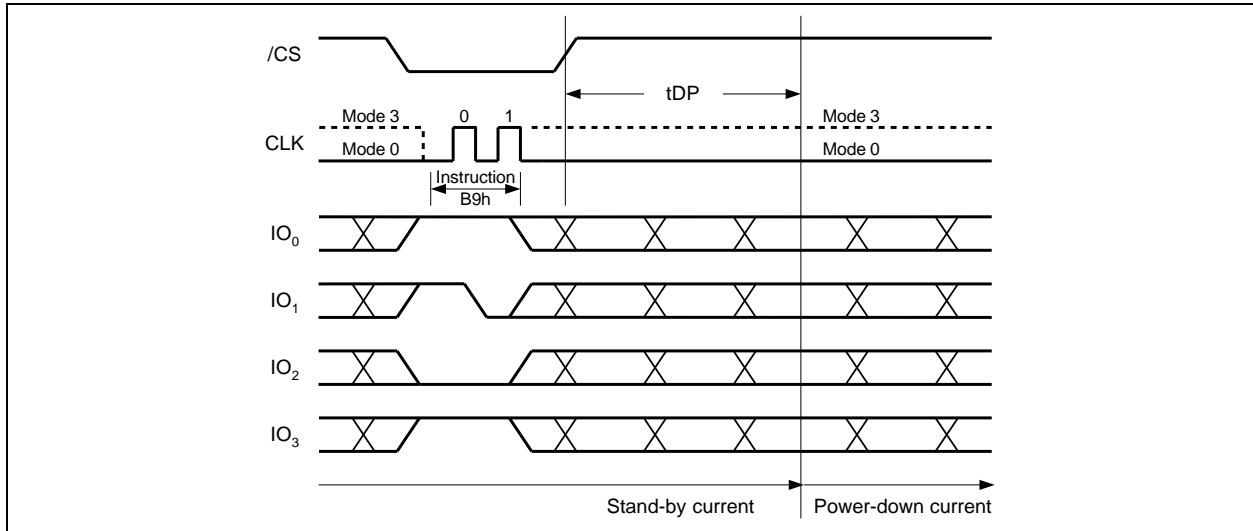 /CS
tDP
Mode 3 0 1 Mode 3
CLK
Mode 0 Mode 0
Instruction
B9h
IO0
IO1
IO2
IO3
Stand-by current Power-down current